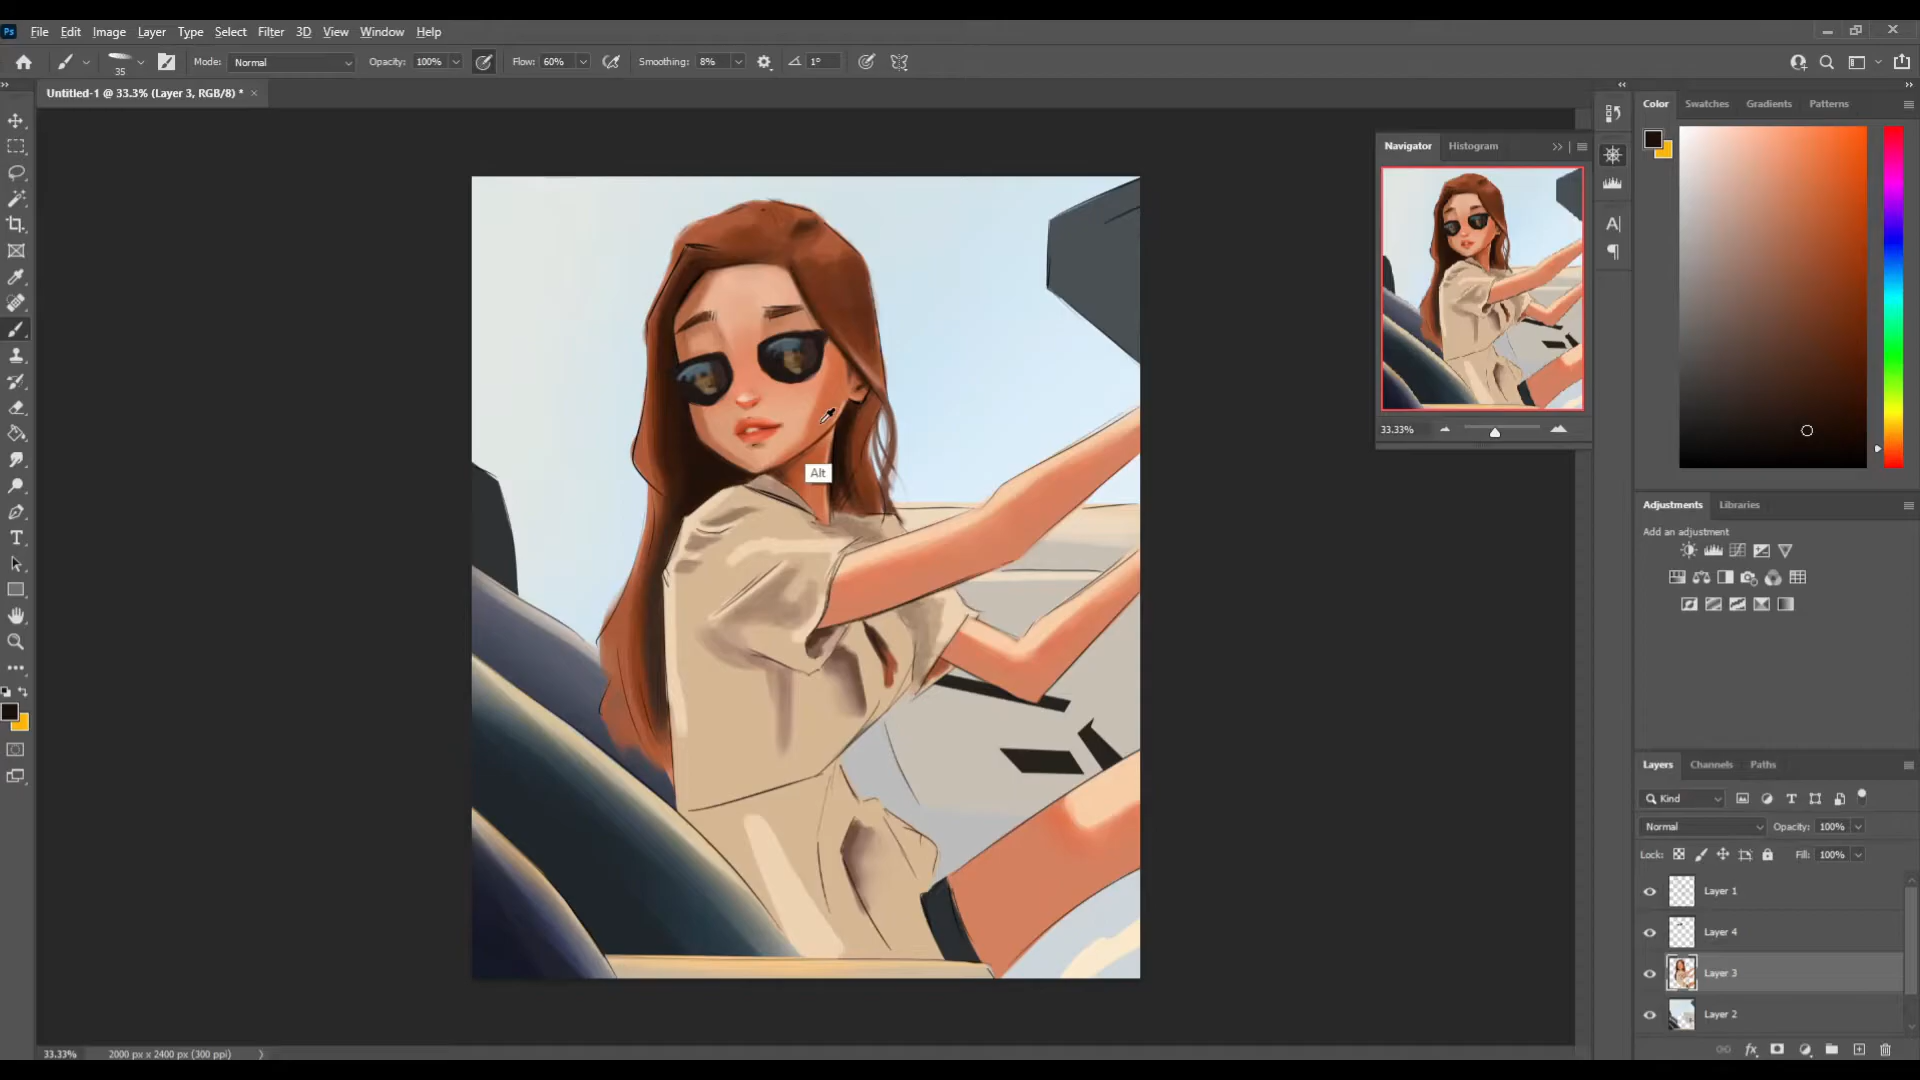 Ps File Edit Image Layer Type Select Filter 3D View Window Help
35 Mode: Normal Opacity: 100% Flow: 60% Smoothing: 8% 1°
Untitled-1 @ 33.3% (Layer 3, RGB/8) * ×
Color Swatches Gradients Patterns
Navigator Histogram
33.33%
Alt
Adjustments Libraries
Add an adjustment
Layers Channels Paths
Kind
Normal Opacity: 100%
Lock: Fill: 100%
Layer 1
Layer 4
Layer 3
Layer 2
33.33% 2000 px x 2400 px (300 ppi)